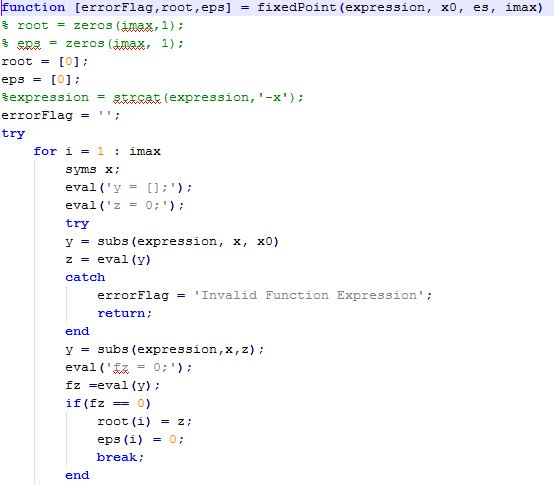 function [errorFlag,root,eps] = fixedPoint(expression, x0, es, imax)
% root = zeros(imax,1);
% eps = zeros(imax, 1);
root = [0];
eps = [0];
%expression = strcat(expression,'-x');
errorFlag = '';
try
for i = 1 : imax
syms x;
eval('y = [];');
eval('z = 0;');
try
y = subs(expression, x, x0)
z = eval(y)
catch
errorFlag = 'Invalid Function Expression';
return;
end
y = subs(expression,x,z);
eval('fz = 0;');
fz =eval(y);
if(fz == 0)
root(i) = z;
eps(i) = 0;
break;
end